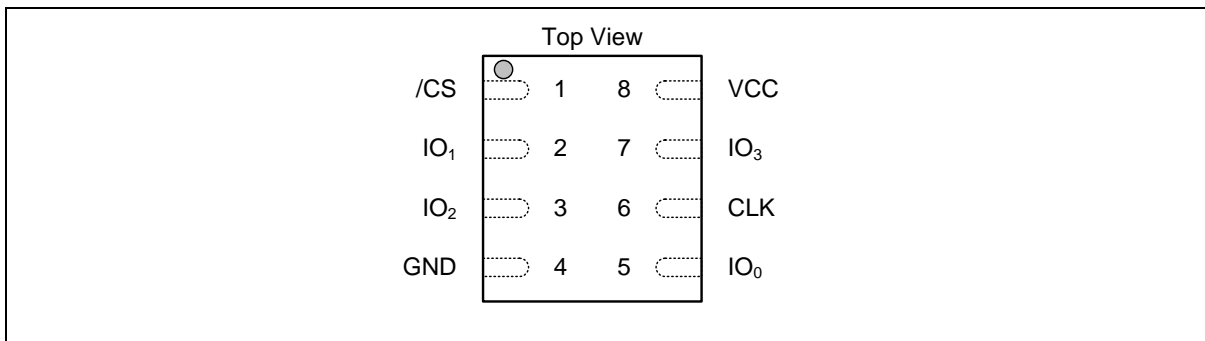 Top View
/CS 1 8 VCC
IO₁ 2 7 IO₃
IO₂ 3 6 CLK
GND 4 5 IO₀